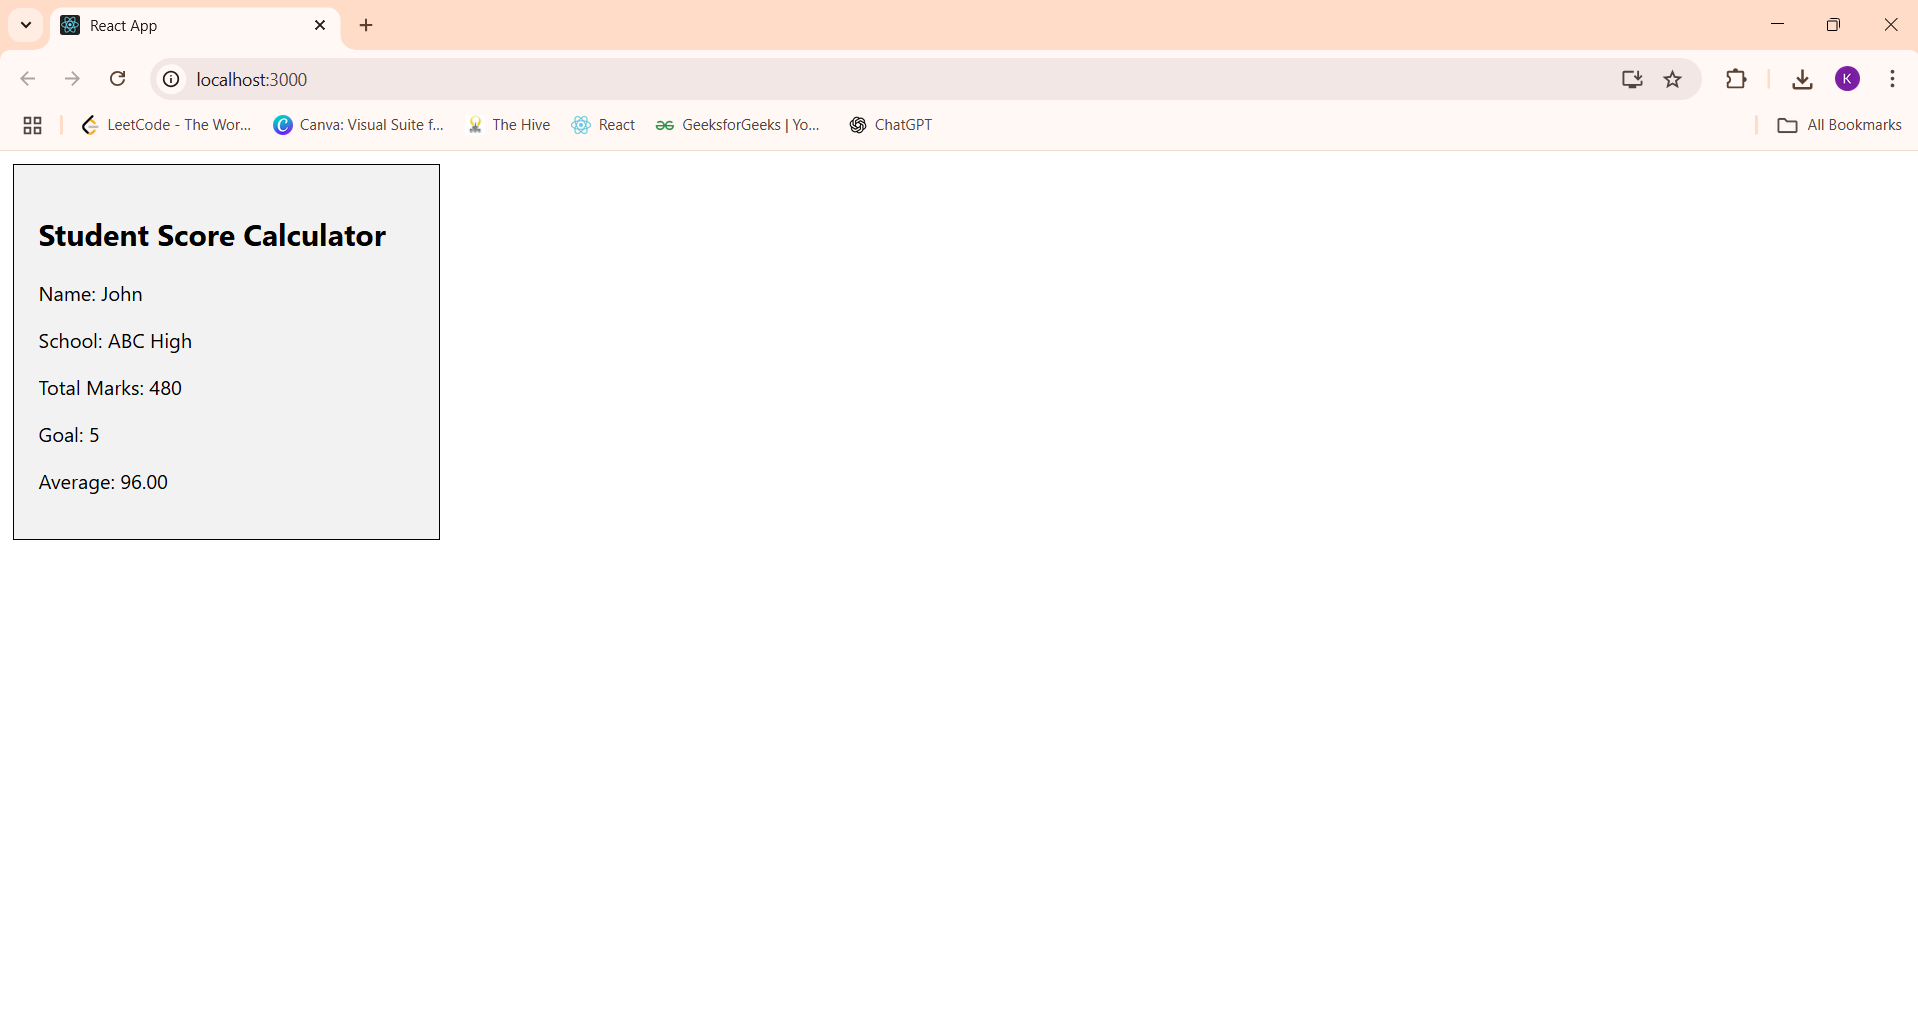 React App
localhost:3000
K
LeetCode - The Wor...
Canva: Visual Suite f...
The Hive
React
GeeksforGeeks | Yo...
ChatGPT
All Bookmarks
Student Score Calculator
Name: John
School: ABC High
Total Marks: 480
Goal: 5
Average: 96.00